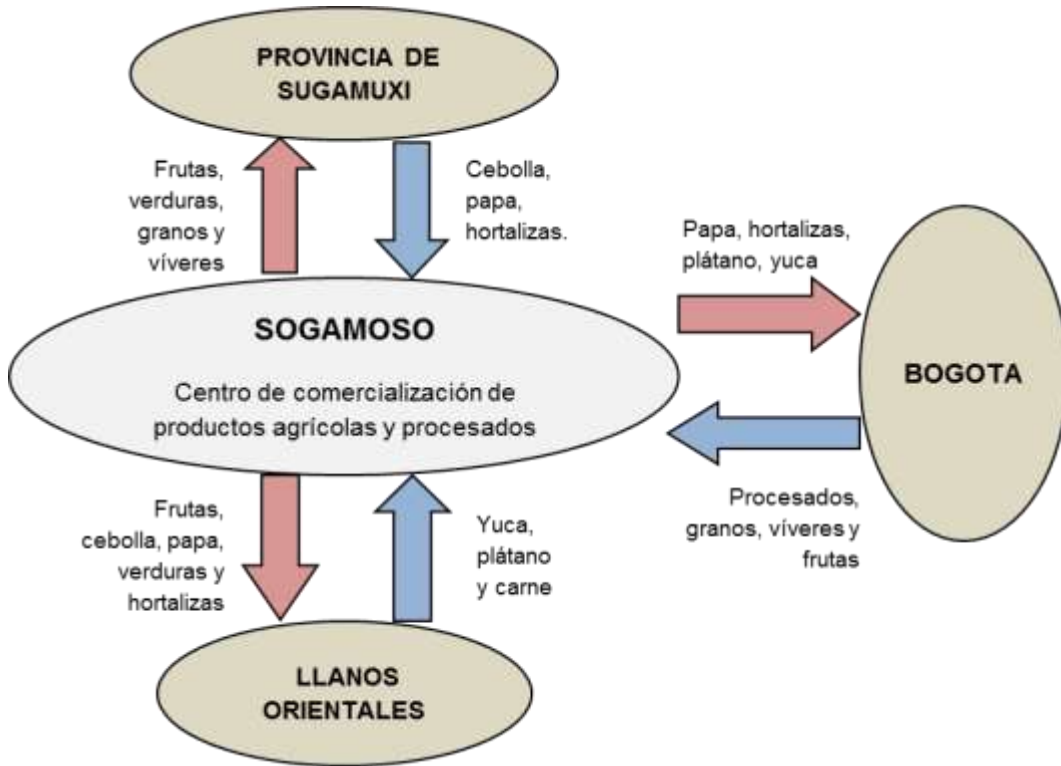 PROVINCIA DE
SUGAMUXI
Frutas,
verduras,
granos y
víveres
Cebolla,
papa,
hortalizas.
Papa, hortalizas,
plátano, yuca
SOGAMOSO
Centro de comercialización de
productos agrícolas y procesados
BOGOTA
Procesados,
granos, víveres y
frutas
Frutas,
cebolla, papa,
verduras y
hortalizas
Yuca,
plátano
y carne
LLANOS
ORIENTALES